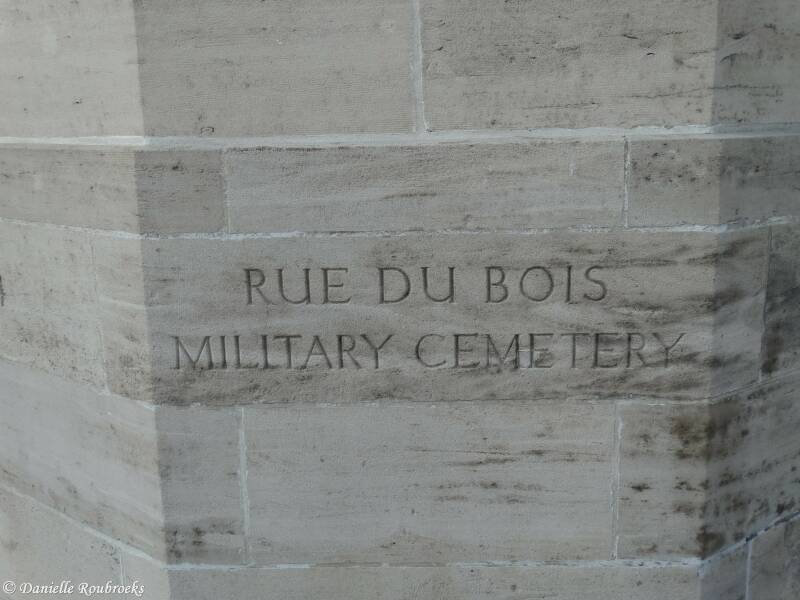 RUE DU BOIS
MILITARY CEMETERY
© Danielle Roubroeks